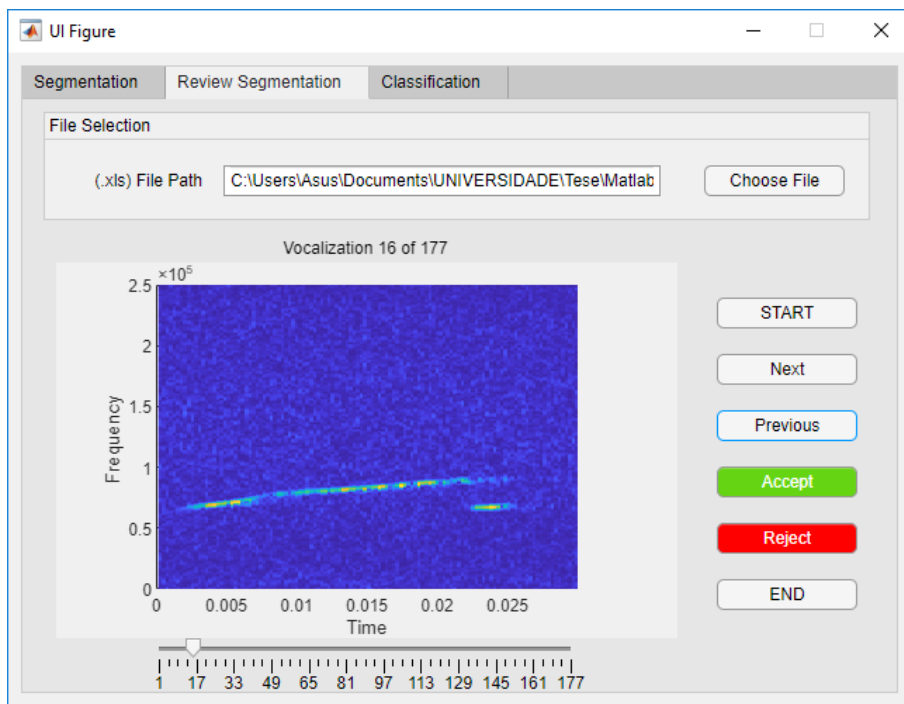 UI Figure
Segmentation Review Segmentation Classification
File Selection
(.xls) File Path C:\Users\Asus\Documents\UNIVERSIDADE\Tese\Matlab Choose File
Vocalization 16 of 177
×10⁵
2.5
2
1.5
1
0.5
0
Frequency
0 0.005 0.01 0.015 0.02 0.025
Time
1 17 33 49 65 81 97 113 129 145 161 177
START
Next
Previous
Accept
Reject
END